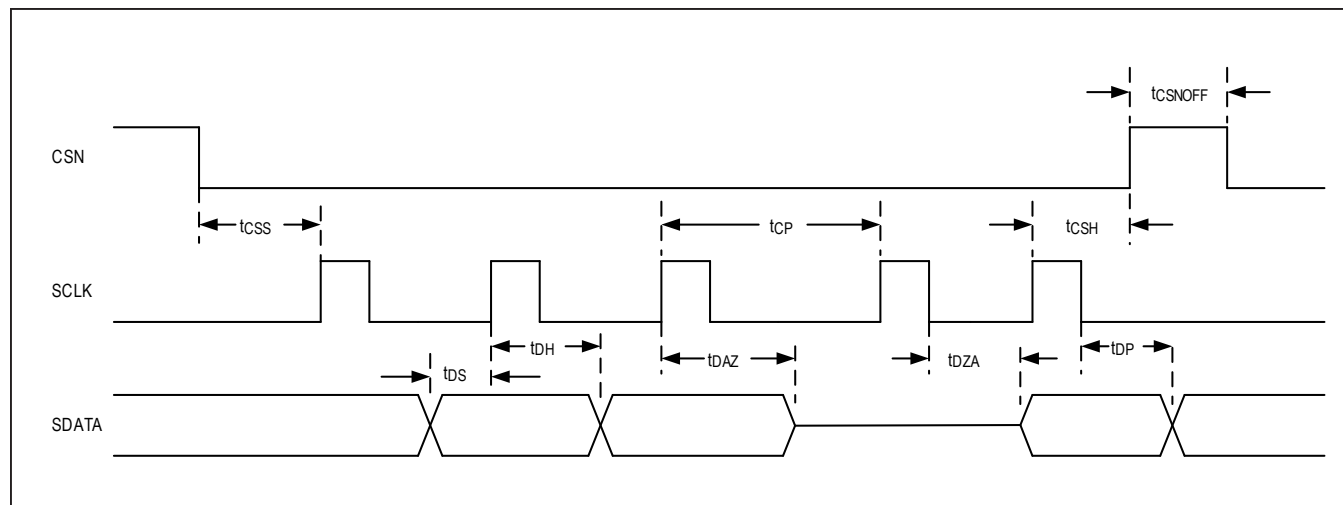 tCSNOFF
CSN
tCSS
tCP
tCSH
SCLK
tDH
tDAZ
tDZA
tDP
tDS
SDATA